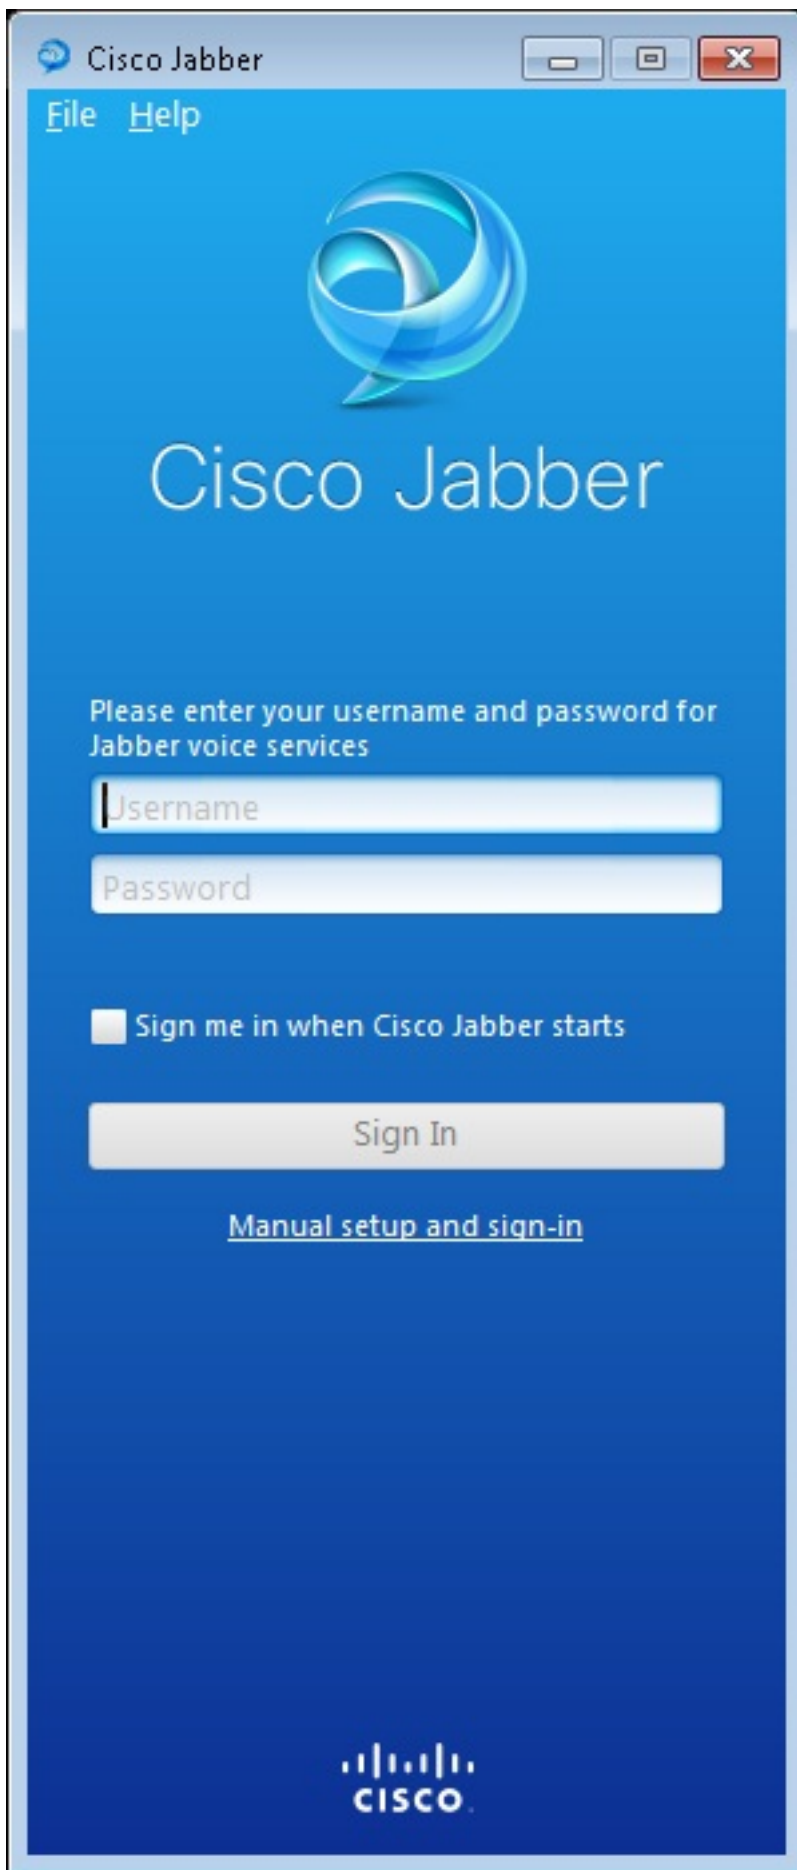 Cisco Jabber
File Help
Cisco Jabber
Please enter your username and password for
Jabber voice services
Username
Password
Sign me in when Cisco Jabber starts
Sign In
Manual setup and sign-in
CISCO.